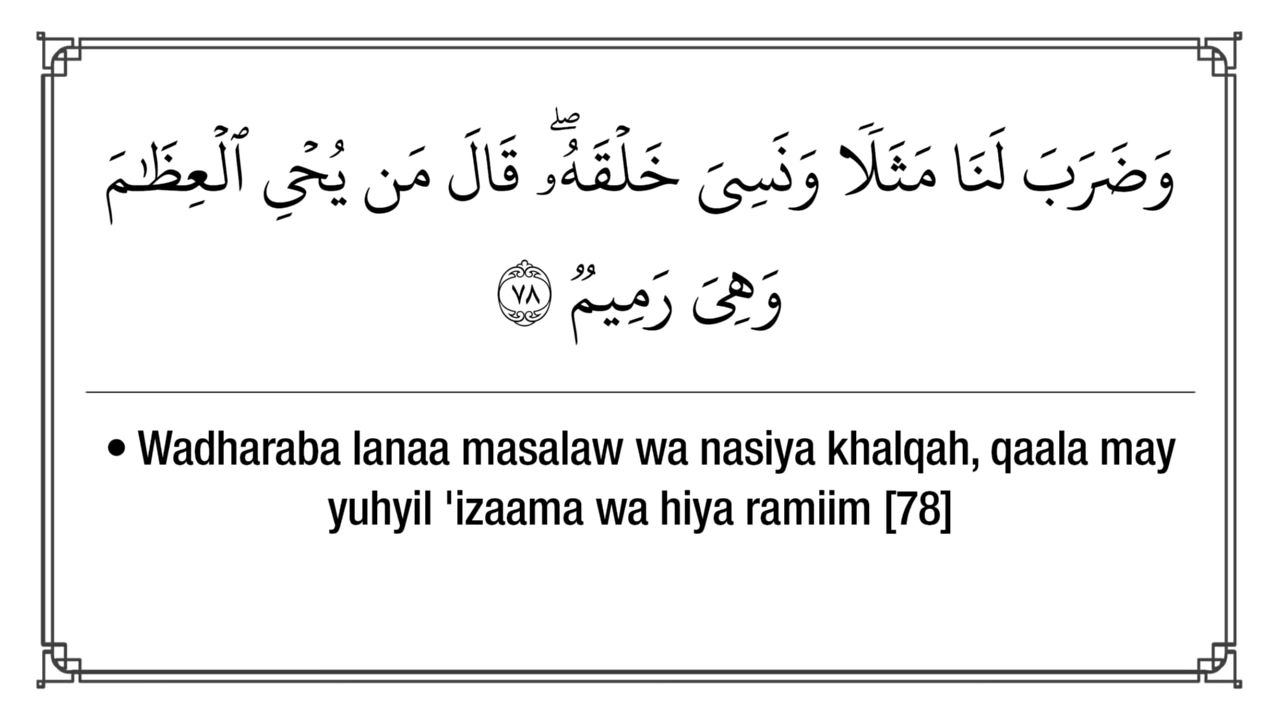 وَضَرَبَ لَنَا مَثَلًا وَنَسِىَ خَلْقَهُۥ ۖ قَالَ مَن يُحْىِ ٱلْعِظَـٰمَ
وَهِىَ رَمِيمٌ ٧٨
• Wadharaba lanaa masalaw wa nasiya khalqah, qaala may
yuhyil 'izaama wa hiya ramiim [78]